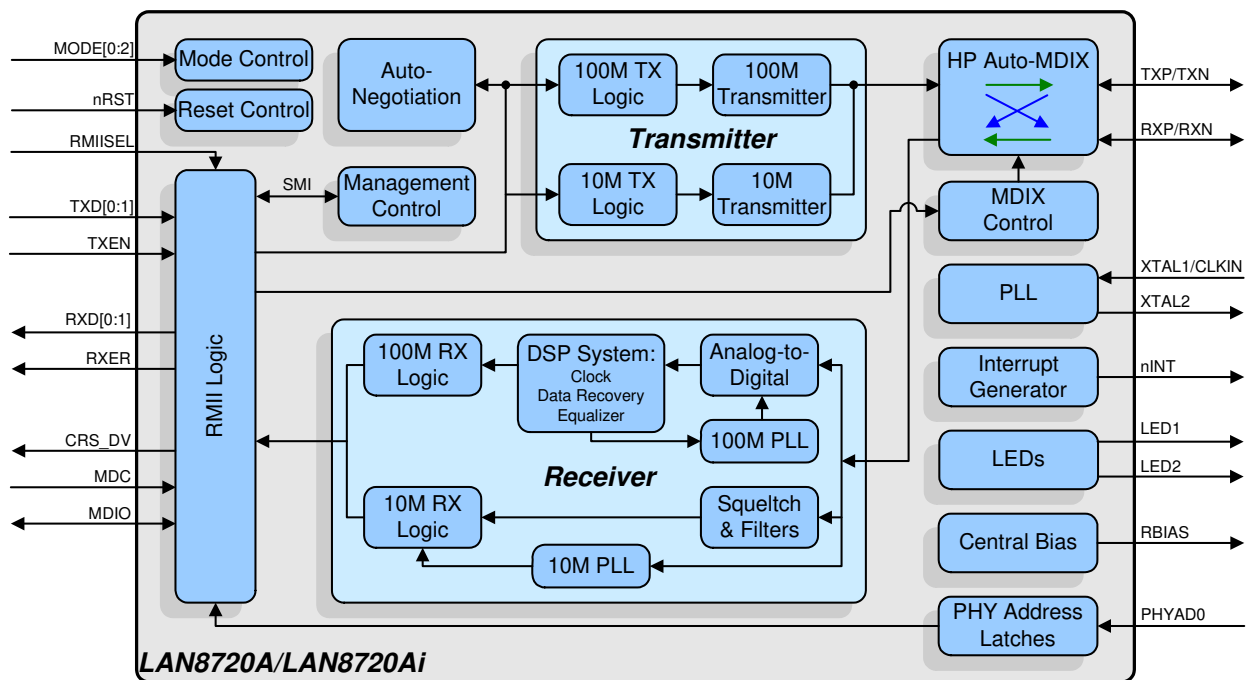 MODE[0:2]
nRST
RMIISEL
TXD[0:1]
TXEN
RXD[0:1]
RXER
CRS_DV
MDC
MDIO
Mode Control
Reset Control
RMII Logic
SMI
Auto-
Negotiation
Management
Control
100M TX
Logic
100M
Transmitter
Transmitter
10M TX
Logic
10M
Transmitter
HP Auto-MDIX
MDIX
Control
PLL
Interrupt
Generator
LEDs
Central Bias
PHY Address
Latches
100M RX
Logic
DSP System:
Clock
Data Recovery
Equalizer
Analog-to-
Digital
100M PLL
Receiver
10M RX
Logic
Squeltch
& Filters
10M PLL
TXP/TXN
RXP/RXN
XTAL1/CLKIN
XTAL2
nINT
LED1
LED2
RBIAS
PHYAD0
LAN8720A/LAN8720Ai